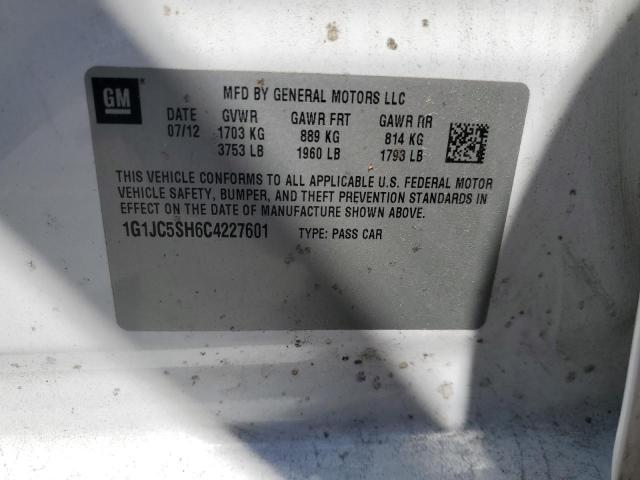 GM ®
MFD BY GENERAL MOTORS LLC
DATE GVWR GAWR FRT GAWR RR
07/12 1703 KG 889 KG 814 KG
3753 LB 1960 LB 1793 LB
THIS VEHICLE CONFORMS TO ALL APPLICABLE U.S. FEDERAL MOTOR
VEHICLE SAFETY, BUMPER, AND THEFT PREVENTION STANDARDS IN
EFFECT ON THE DATE OF MANUFACTURE SHOWN ABOVE.
1G1JC5SH6C4227601 TYPE: PASS CAR